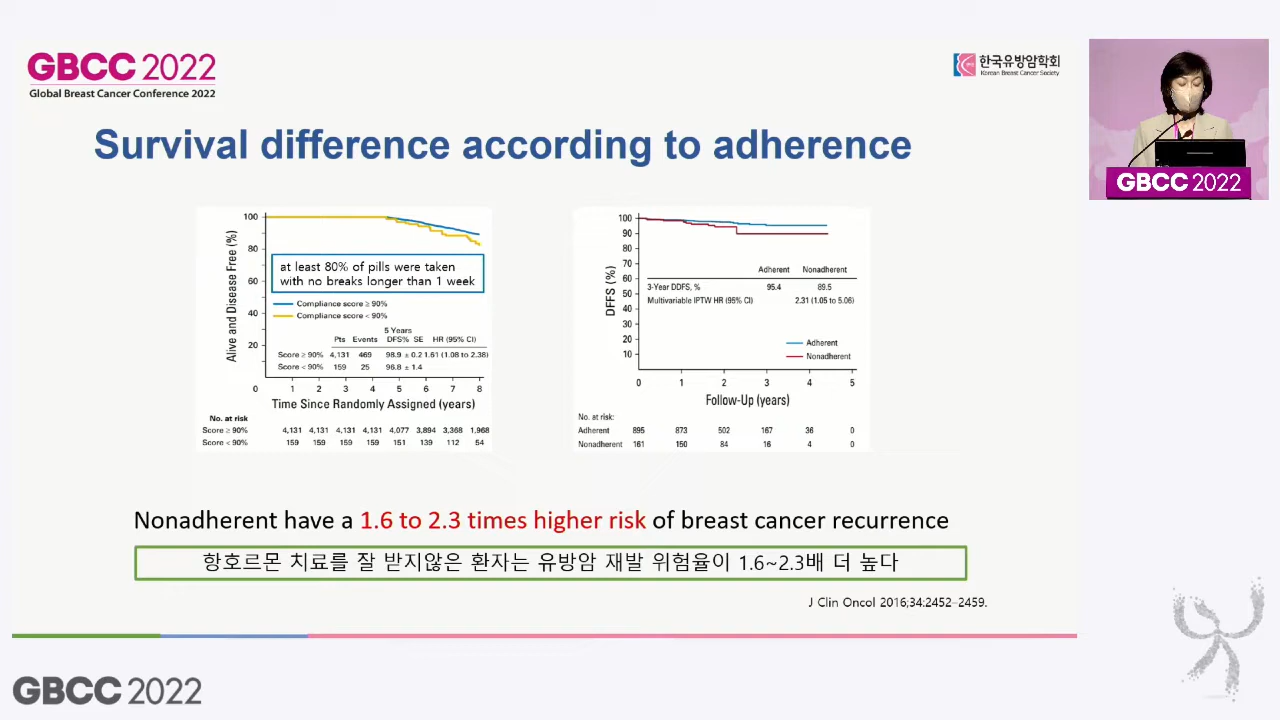 GBCC 2022
Global Breast Cancer Conference 2022
한국유방암학회
Korean Breast Cancer Society
GBCC 2022
Survival difference according to adherence
Alive and Disease Free (%)
100
80
60
40
20
at least 80% of pills were taken
with no breaks longer than 1 week
Compliance score ≥ 90%
Compliance score < 90%
5 Years
Pts Events DFS% SE HR (95% CI)
Score ≥ 90% 4,131 469 98.9 ± 0.2 1.61 (1.08 to 2.38)
Score < 90% 159 25 96.8 ± 1.4
0 1 2 3 4 5 6 7 8
Time Since Randomly Assigned (years)
No. at risk
Score ≥ 90% 4,131 4,131 4,131 4,131 4,077 3,894 3,368 1,968
Score < 90% 159 159 159 159 151 139 112 54
DFFS (%)
100
90
80
70
60
50
40
30
20
10
Adherent Nonadherent
3-Year DDFS, % 95.4 89.5
Multivariable IPTW HR (95% CI) 2.31 (1.05 to 5.06)
Adherent
Nonadherent
0 1 2 3 4 5
Follow-Up (years)
No. at risk:
Adherent 895 873 502 167 36 0
Nonadherent 161 150 84 16 4 0
Nonadherent have a 1.6 to 2.3 times higher risk of breast cancer recurrence
항호르몬 치료를 잘 받지않은 환자는 유방암 재발 위험율이 1.6~2.3배 더 높다
J Clin Oncol 2016;34:2452–2459.
GBCC 2022